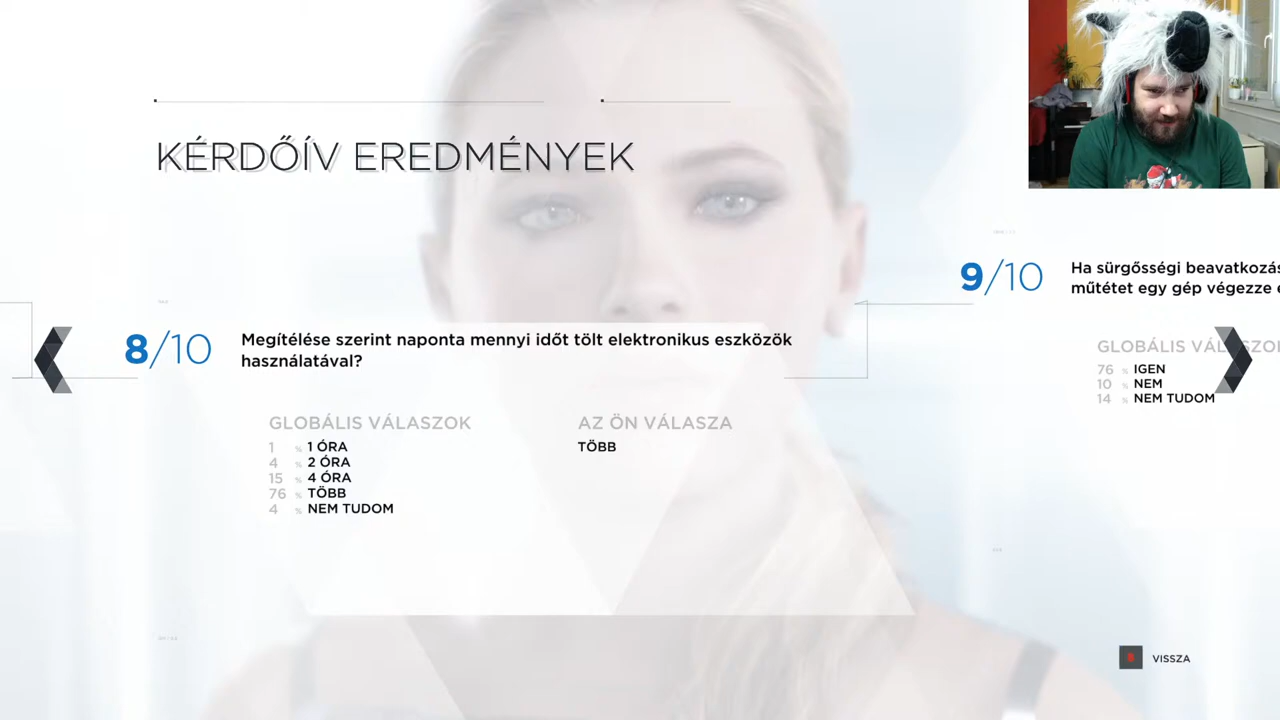 KÉRDŐÍV EREDMÉNYEK
8/10
Megítélése szerint naponta mennyi időt tölt elektronikus eszközök
használatával?
GLOBÁLIS VÁLASZOK
1 % 1 ÓRA
4 % 2 ÓRA
15 % 4 ÓRA
76 % TÖBB
4 % NEM TUDOM
AZ ÖN VÁLASZA
TÖBB
9/10
Ha sürgősségi
műtétet egy gép végezze
GLOBÁLIS
76 % IGEN
10 % NEM
14 % NEM TUDOM
VISSZA